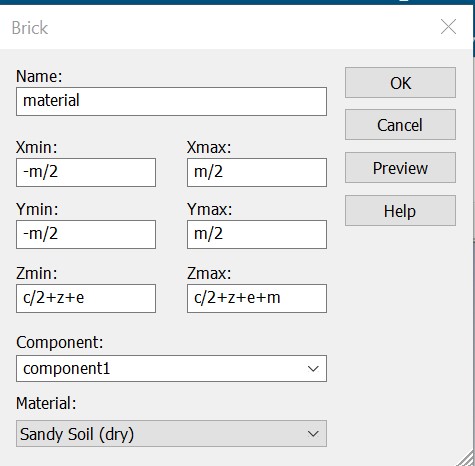 Brick
Name:
material
OK
Cancel
Xmin:
Xmax:
-m/2
m/2
Preview
Ymin:
Ymax:
Help
-m/2
m/2
Zmin:
Zmax:
c/2+z+e
c/2+z+e+m
Component:
component1
Material:
Sandy Soil (dry)